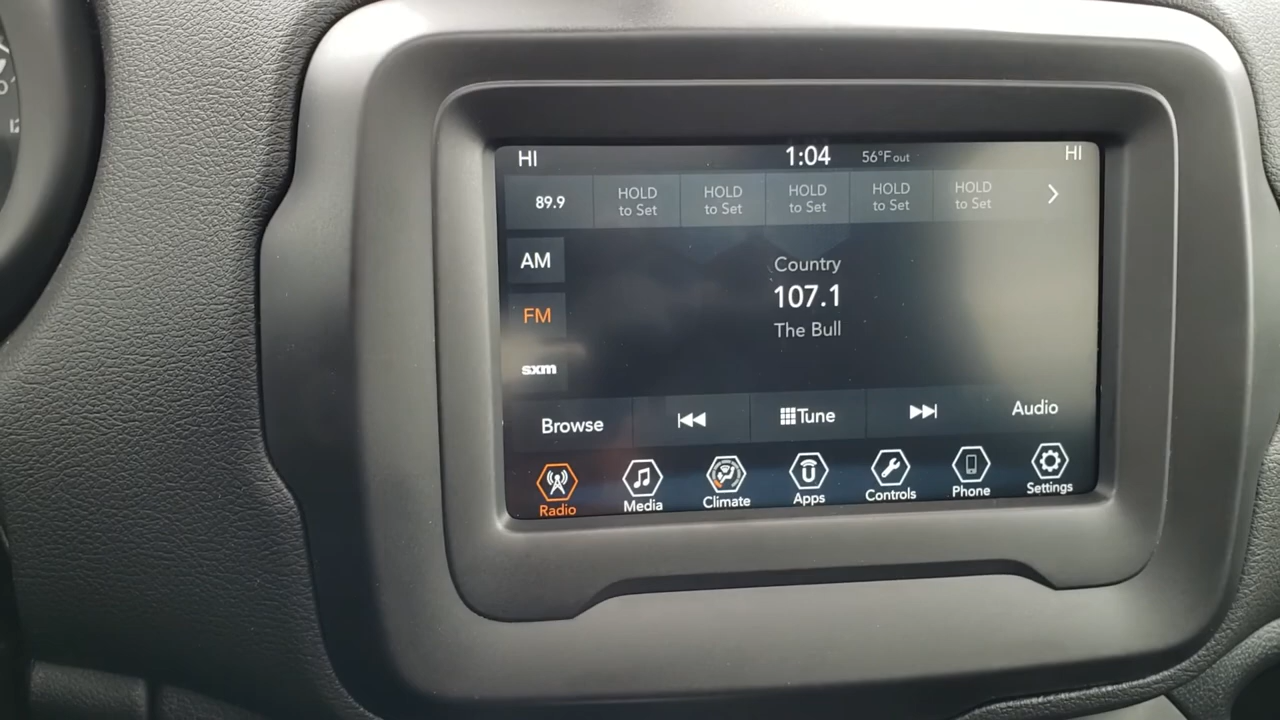 HI 1:04 56°F out HI
89.9 HOLD to Set HOLD to Set HOLD to Set HOLD to Set HOLD to Set
AM
Country
107.1
FM
The Bull
sxm
Browse Tune Audio
Radio Media Climate Apps Controls Phone Settings